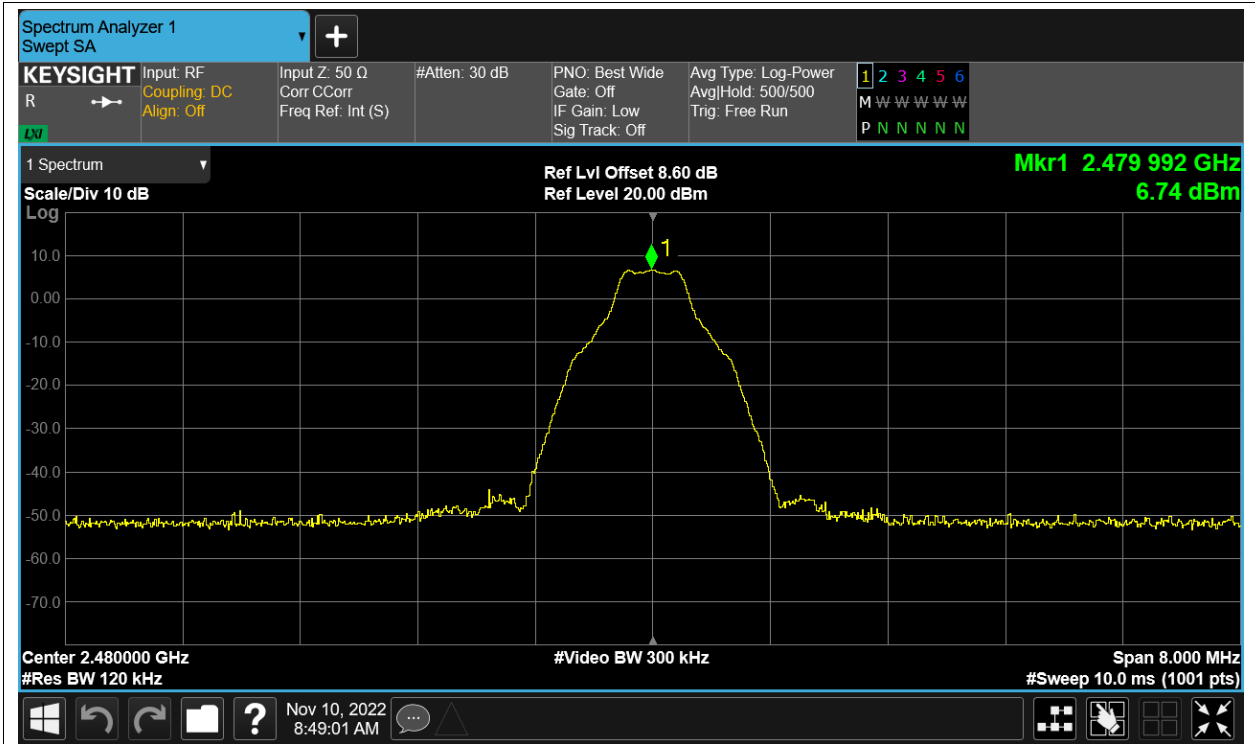 Spectrum Analyzer 1
Swept SA
+
KEYSIGHT
R
LXI
Input: RF
Coupling: DC
Align: Off
Input Z: 50 Ω
Corr CCorr
Freq Ref: Int (S)
#Atten: 30 dB
PNO: Best Wide
Gate: Off
IF Gain: Low
Sig Track: Off
Avg Type: Log-Power
Avg|Hold: 500/500
Trig: Free Run
1 2 3 4 5 6
M W W W W W
P N N N N N
1 Spectrum
Scale/Div 10 dB
Log
Ref Lvl Offset 8.60 dB
Ref Level 20.00 dBm
Mkr1 2.479 992 GHz
6.74 dBm
1
10.0
0.00
-10.0
-20.0
-30.0
-40.0
-50.0
-60.0
-70.0
Center 2.480000 GHz
#Res BW 120 kHz
#Video BW 300 kHz
Span 8.000 MHz
#Sweep 10.0 ms (1001 pts)
?
Nov 10, 2022
8:49:01 AM